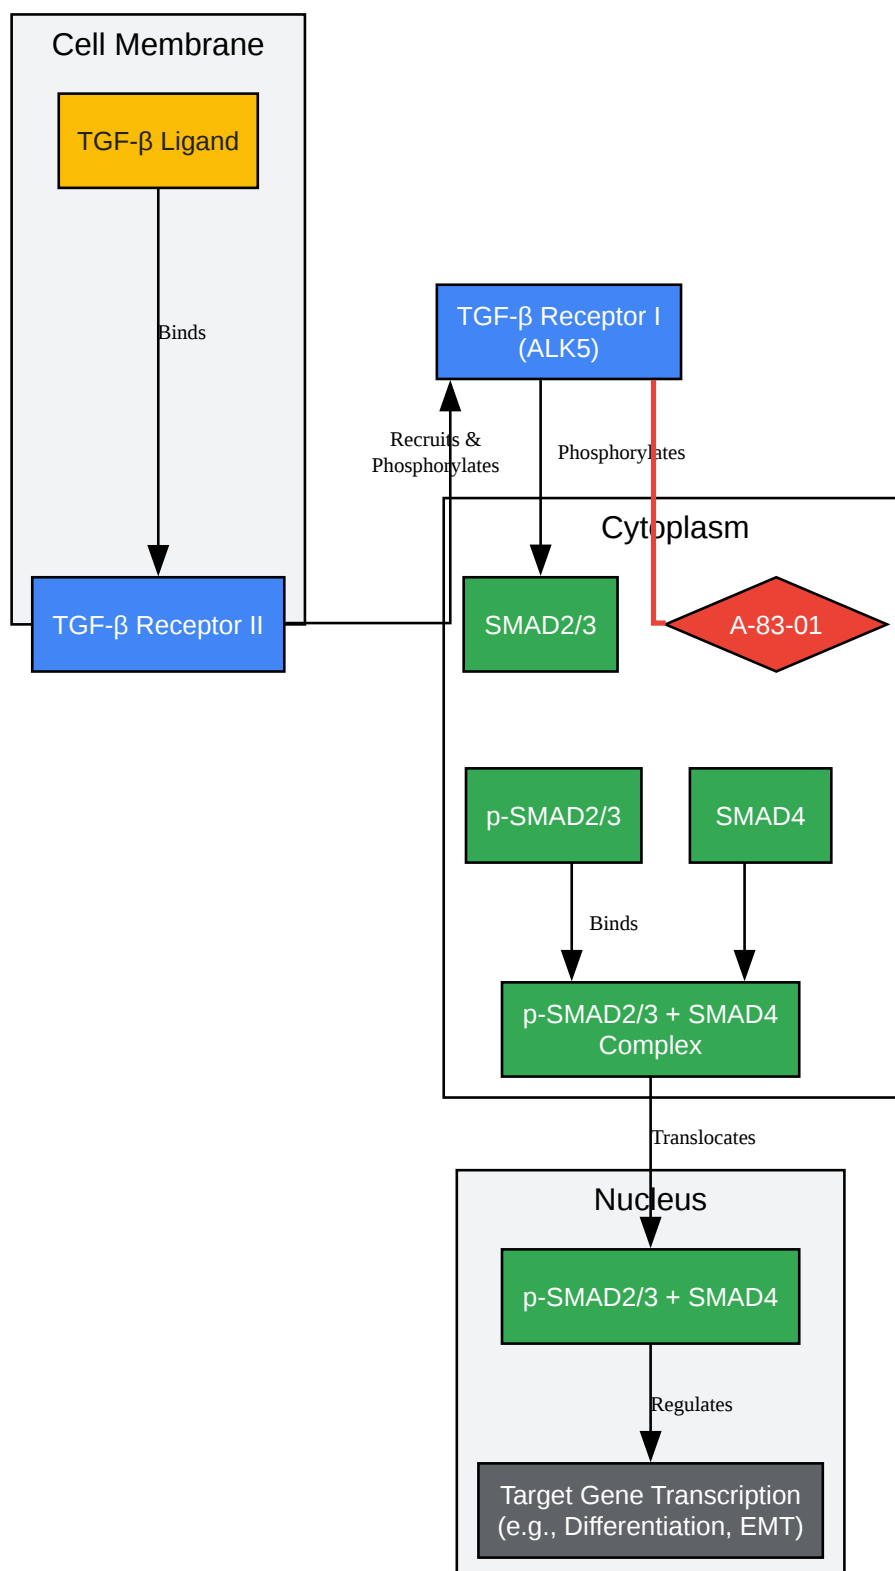 Cell Membrane
TGF-β Ligand
Binds
TGF-β Receptor I
(ALK5)
Recruits &
Phosphorylates
Phosphorylates
Cytoplasm
TGF-β Receptor II
SMAD2/3
A-83-01
p-SMAD2/3
SMAD4
Binds
p-SMAD2/3 + SMAD4
Complex
Translocates
Nucleus
p-SMAD2/3 + SMAD4
Regulates
Target Gene Transcription
(e.g., Differentiation, EMT)